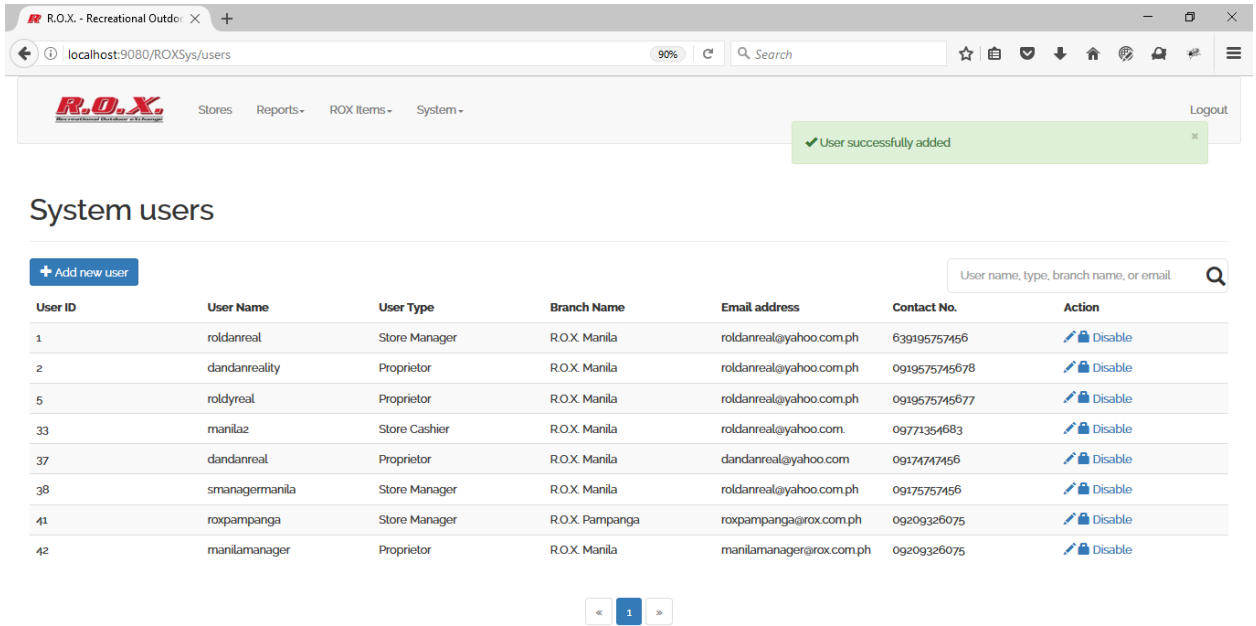 R.O.X. - Recreational Outdoo
localhost:9080/ROXSys/users 90% Search
R.O.X. Stores Reports ROX Items System Logout
Recreational Outdoor eXchange
User successfully added ×
System users
Add new user User name, type, branch name, or email
User ID User Name User Type Branch Name Email address Contact No. Action
1 roldanreal Store Manager R.O.X. Manila roldanreal@yahoo.com.ph 639195757456 Disable
2 dandanreality Proprietor R.O.X. Manila roldanreal@yahoo.com.ph 0919575745678 Disable
5 roldyreal Proprietor R.O.X. Manila roldanreal@yahoo.com.ph 0919575745677 Disable
33 manila2 Store Cashier R.O.X. Manila roldanreal@yahoo.com. 09771354683 Disable
37 dandanreal Proprietor R.O.X. Manila dandanreal@yahoo.com 09174747456 Disable
38 smanagermanila Store Manager R.O.X. Manila roldanreal@yahoo.com.ph 09175757456 Disable
41 roxpampanga Store Manager R.O.X. Pampanga roxpampanga@rox.com.ph 09209326075 Disable
42 manilamanager Proprietor R.O.X. Manila manilamanager@rox.com.ph 09209326075 Disable
« 1 »